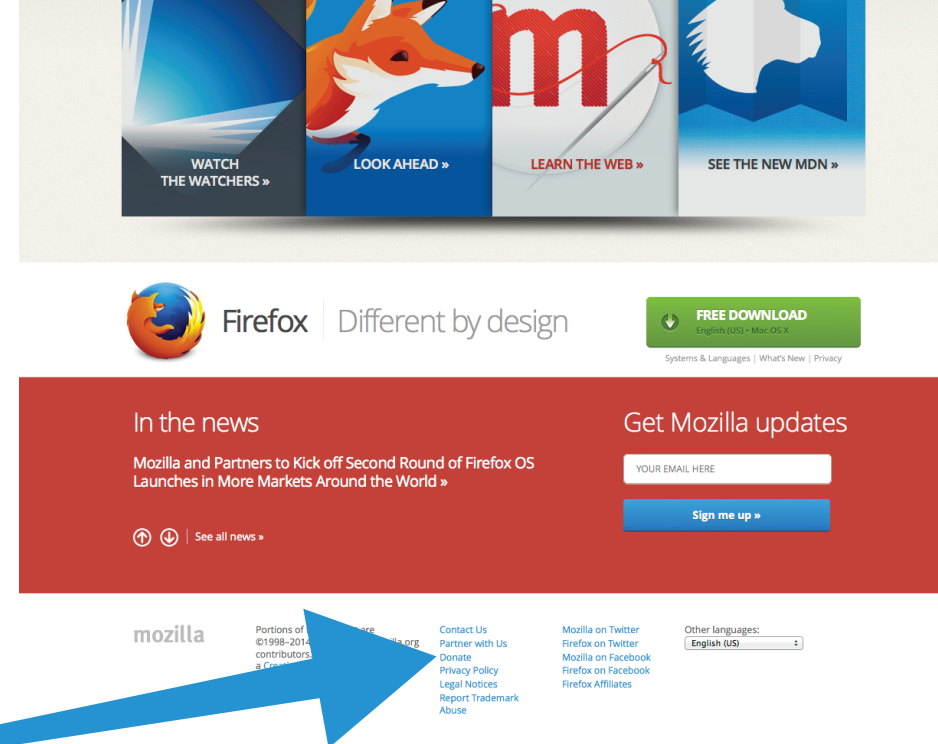 WATCH
THE WATCHERS »
LOOK AHEAD »
m
LEARN THE WEB »
SEE THE NEW MDN »
Firefox
Different by design
FREE DOWNLOAD
English (US) • Mac OS X
Systems & Languages | What's New | Privacy
In the news
Mozilla and Partners to Kick off Second Round of Firefox OS
Launches in More Markets Around the World »
See all news »
Get Mozilla updates
YOUR EMAIL HERE
Sign me up »
mozilla
Portions of are
©1998–2014 .org
contributors.
a
Contact Us
Partner with Us
Donate
Privacy Policy
Legal Notices
Report Trademark
Abuse
Mozilla on Twitter
Firefox on Twitter
Mozilla on Facebook
Firefox on Facebook
Firefox Affiliates
Other languages:
English (US)